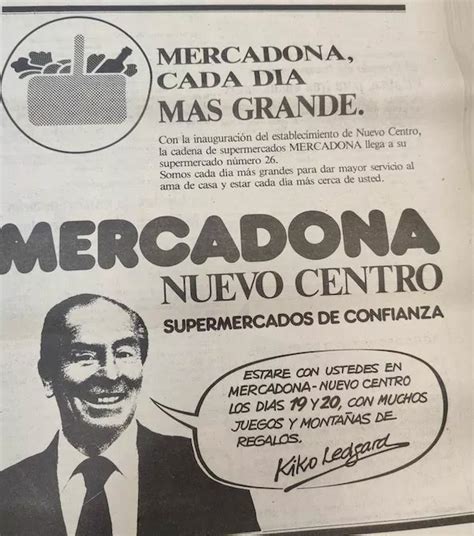 MERCADONA,
CADA DIA
MAS GRANDE.
Con la inauguración del establecimiento de Nuevo Centro,
la cadena de supermercados MERCADONA llega a su
supermercado número 26.
Somos cada día más grandes para dar mayor servicio al
ama de casa y estar cada día más cerca de usted.
MERCADONA
NUEVO CENTRO
SUPERMERCADOS DE CONFIANZA
ESTARE CON USTEDES EN
MERCADONA-NUEVO CENTRO
LOS DIAS 19 Y 20, CON MUCHOS
JUEGOS Y MONTAÑAS DE
REGALOS.
Kiko Ledgard